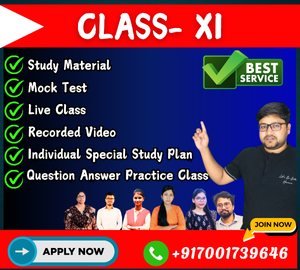 CLASS- XI
Study Material
BEST
SERVICE
Mock Test
Live Class
Recorded Video
Individual Special Study Plan
Question Answer Practice Class
JOIN NOW
APPLY NOW
+917001739646